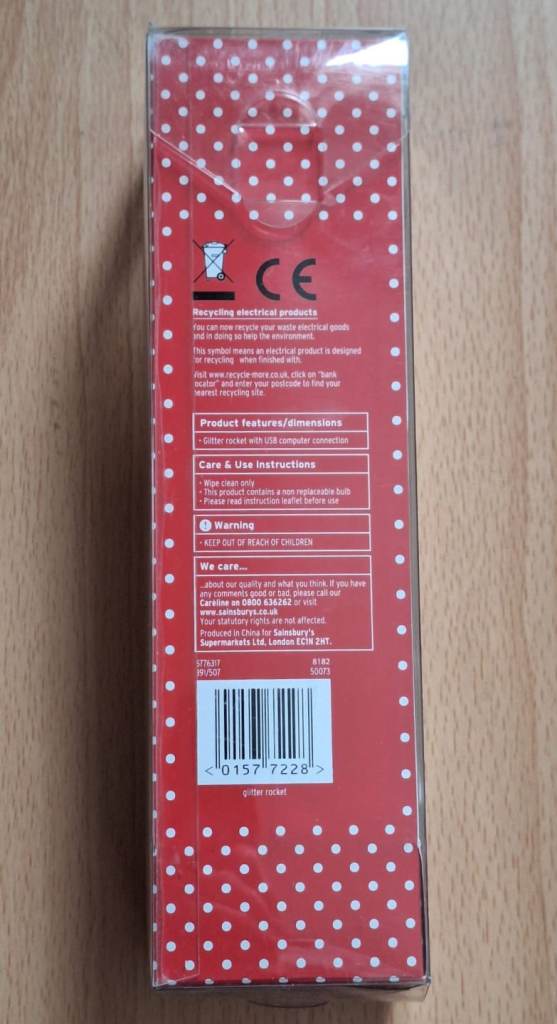 CE
Recycling electrical products
You can now recycle your waste electrical goods
and in doing so help the environment.
This symbol means an electrical product is designed
for recycling when finished with.
Visit www.recycle-more.co.uk, click on "bank
locator" and enter your postcode to find your
nearest recycling site.
Product features/dimensions
· Glitter rocket with USB computer connection
Care & Use Instructions
· Wipe clean only
· This product contains a non replaceable bulb
· Please read instruction leaflet before use
! Warning
· KEEP OUT OF REACH OF CHILDREN
We care...
...about our quality and what you think. If you have
any comments good or bad, please call our
Careline on 0800 636262 or visit
www.sainsburys.co.uk
Your statutory rights are not affected.
Produced in China for Sainsbury's
Supermarkets Ltd, London EC1N 2HT.
5776317 8182
391/507 50073
<0157 7228>
glitter rocket